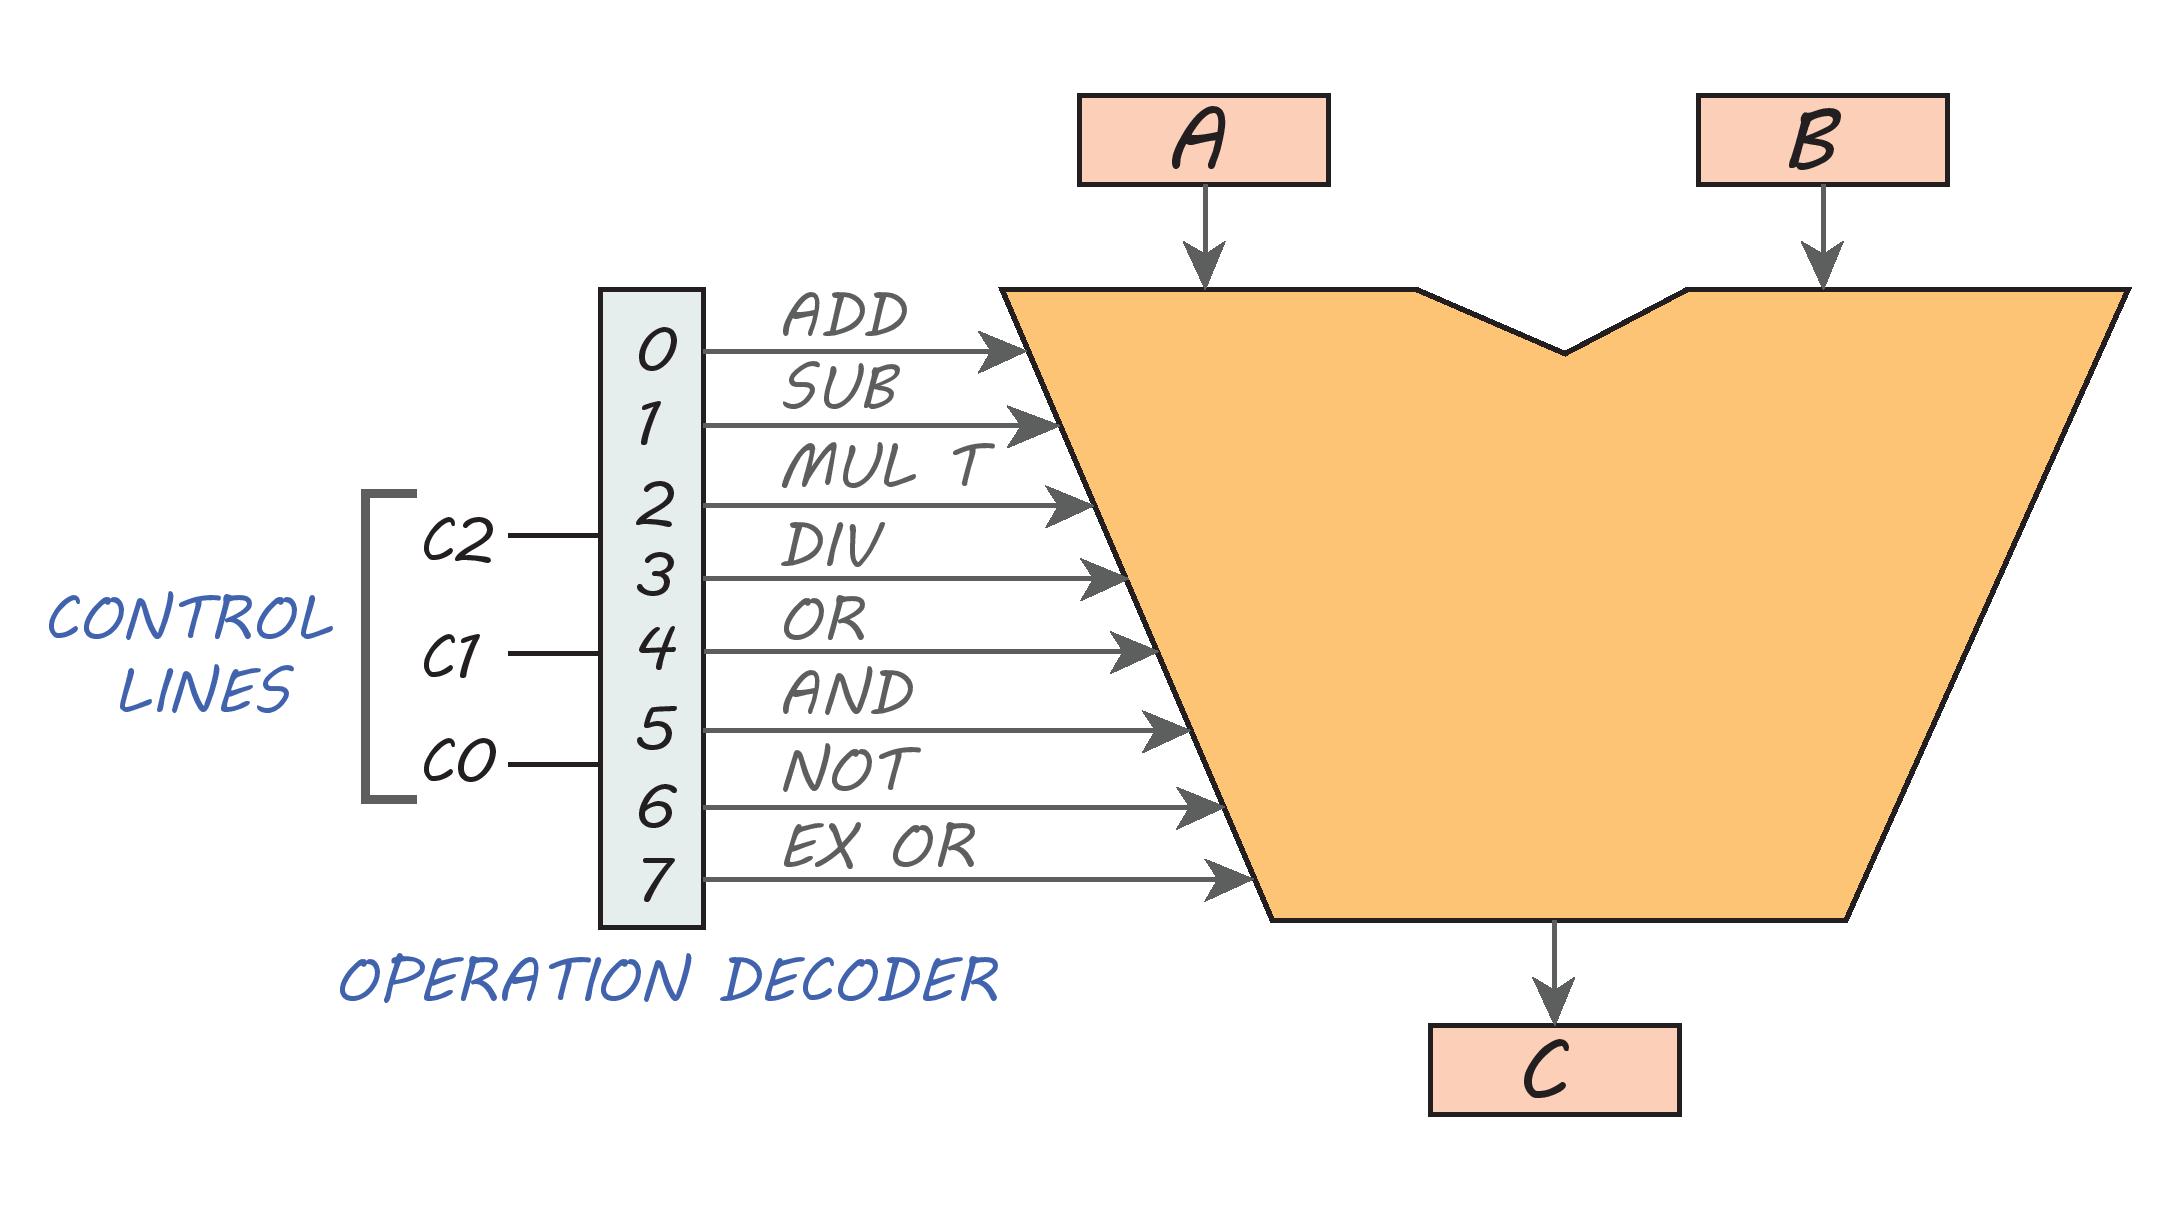 A
B
0
ADD
1
SUB
2
MUL T
3
DIV
4
OR
5
AND
6
NOT
7
EX OR
C2
C1
C0
CONTROL
LINES
OPERATION DECODER
C